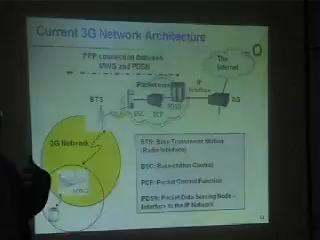 Current 3G Network Architecture
PPP connection between
MWS and PDSN
The
Internet
IP
Interface
BTS
BSC
PCF
PDSN
3G Network
BTS: Base Transceiver Station
(Radio Interface)
BSC: Base-station Control
PCF: Packet Control Function
PDSN: Packet Data Serving Node –
Interface to the IP Network